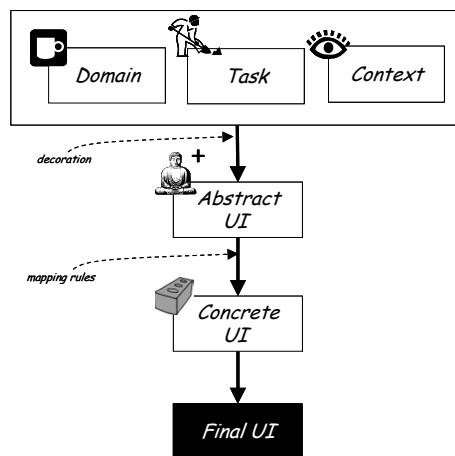 Domain
Task
Context
decoration
+
Abstract
UI
mapping rules
Concrete
UI
Final UI